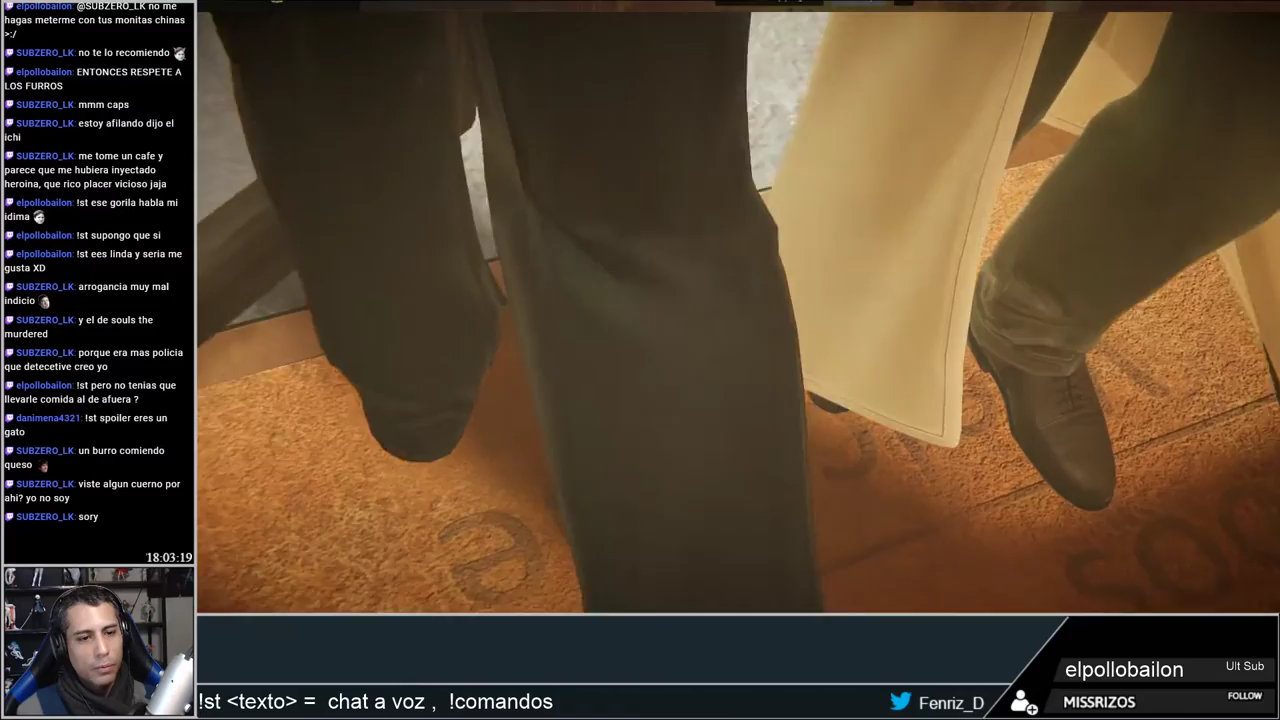 elpollobailon: @SUBZERO_LK no me
hagas meterme con tus monitas chinas
>:/
SUBZERO_LK: no te lo recomiendo
elpollobailon: ENTONCES RESPETE A
LOS FURROS
SUBZERO_LK: mmm caps
SUBZERO_LK: estoy afilando dijo el
ichi
SUBZERO_LK: me tome un cafe y
parece que me hubiera inyectado
heroina, que rico placer vicioso jaja
elpollobailon: !st ese gorila habla mi
idima
elpollobailon: !st supongo que si
elpollobailon: !st ees linda y seria me
gusta XD
SUBZERO_LK: arrogancia muy mal
indicio
SUBZERO_LK: y el de souls the
murdered
SUBZERO_LK: porque era mas policia
que detecetive creo yo
elpollobailon: !st pero no tenias que
llevarle comida al de afuera ?
danimena4321: !st spoiler eres un
gato
SUBZERO_LK: un burro comiendo
queso
SUBZERO_LK: viste algun cuerno por
ahi? yo no soy
SUBZERO_LK: sory
18:03:19
!st <texto> = chat a voz , !comandos
Fenriz_D
elpollobailon
Ult Sub
MISSRIZOS
FOLLOW